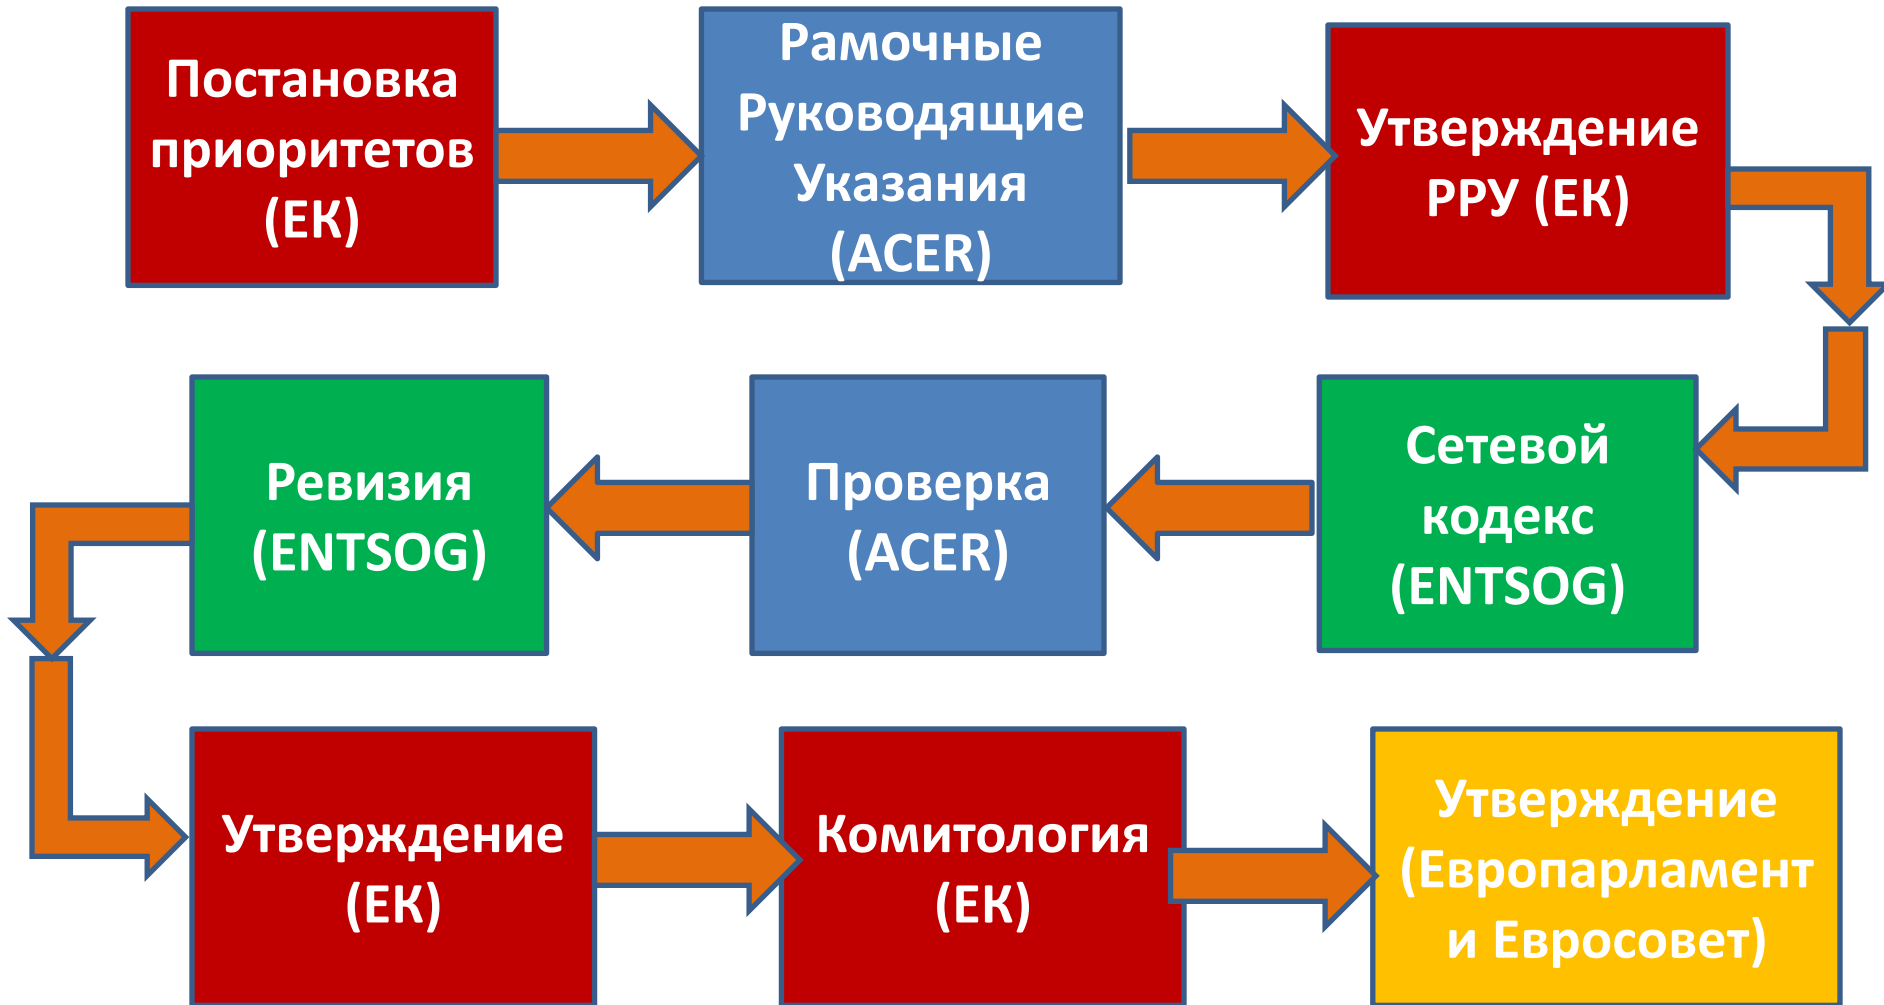 Постановка
приоритетов
(ЕК)
Рамочные
Руководящие
Указания
(ACER)
Утверждение
РРУ (ЕК)
Сетевой
кодекс
(ENTSOG)
Проверка
(ACER)
Ревизия
(ENTSOG)
Утверждение
(ЕК)
Комитология
(ЕК)
Утверждение
(Европарламент
и Евросовет)